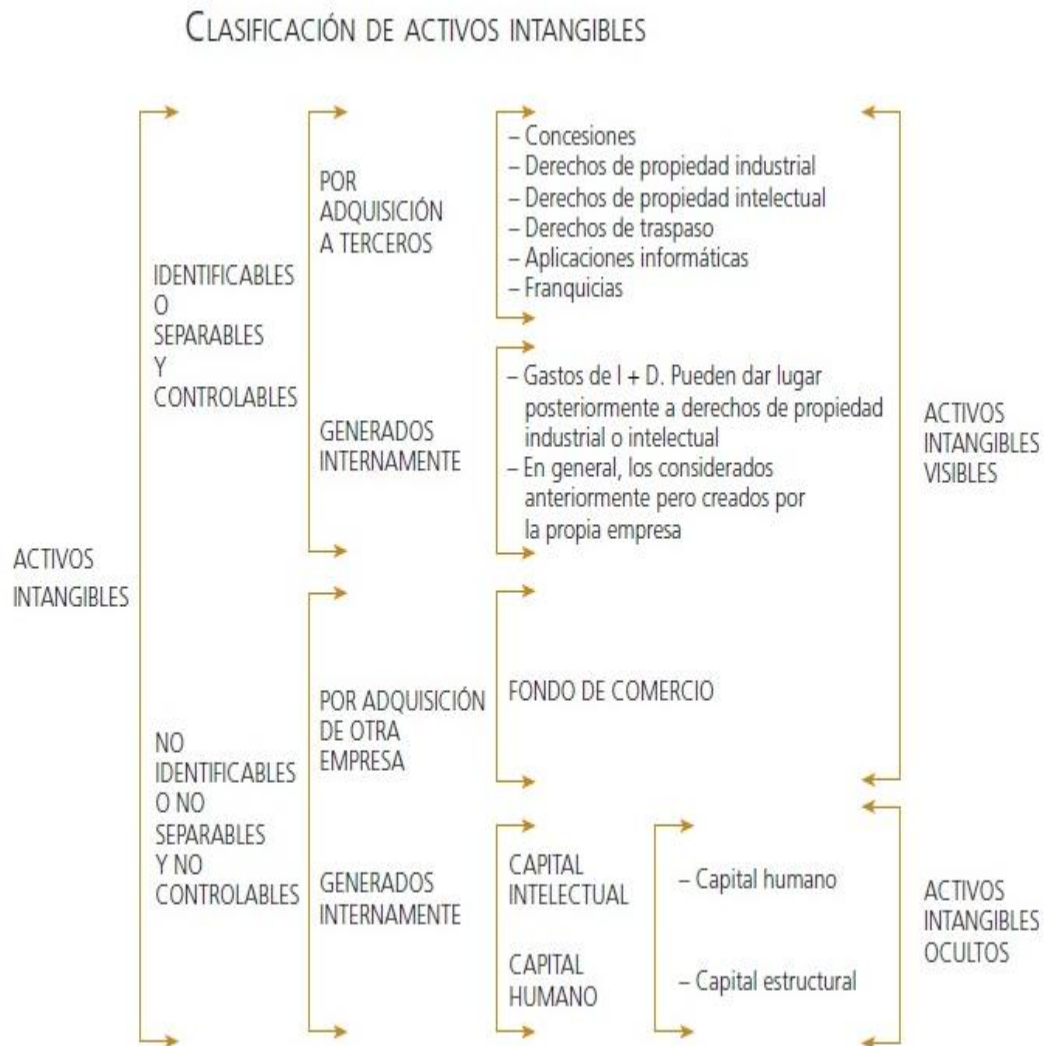 CLASIFICACIÓN DE ACTIVOS INTANGIBLES
ACTIVOS
INTANGIBLES
IDENTIFICABLES
O
SEPARABLES
Y
CONTROLABLES
POR
ADQUISICIÓN
A TERCEROS
– Concesiones
– Derechos de propiedad industrial
– Derechos de propiedad intelectual
– Derechos de traspaso
– Aplicaciones informáticas
– Franquicias
GENERADOS
INTERNAMENTE
– Gastos de I + D. Pueden dar lugar
posteriormente a derechos de propiedad
industrial o intelectual
– En general, los considerados
anteriormente pero creados por
la propia empresa
NO
IDENTIFICABLES
O NO
SEPARABLES
Y NO
CONTROLABLES
POR ADQUISICIÓN
DE OTRA
EMPRESA
FONDO DE COMERCIO
GENERADOS
INTERNAMENTE
CAPITAL
INTELECTUAL
CAPITAL
HUMANO
– Capital humano
– Capital estructural
ACTIVOS
INTANGIBLES
VISIBLES
ACTIVOS
INTANGIBLES
OCULTOS